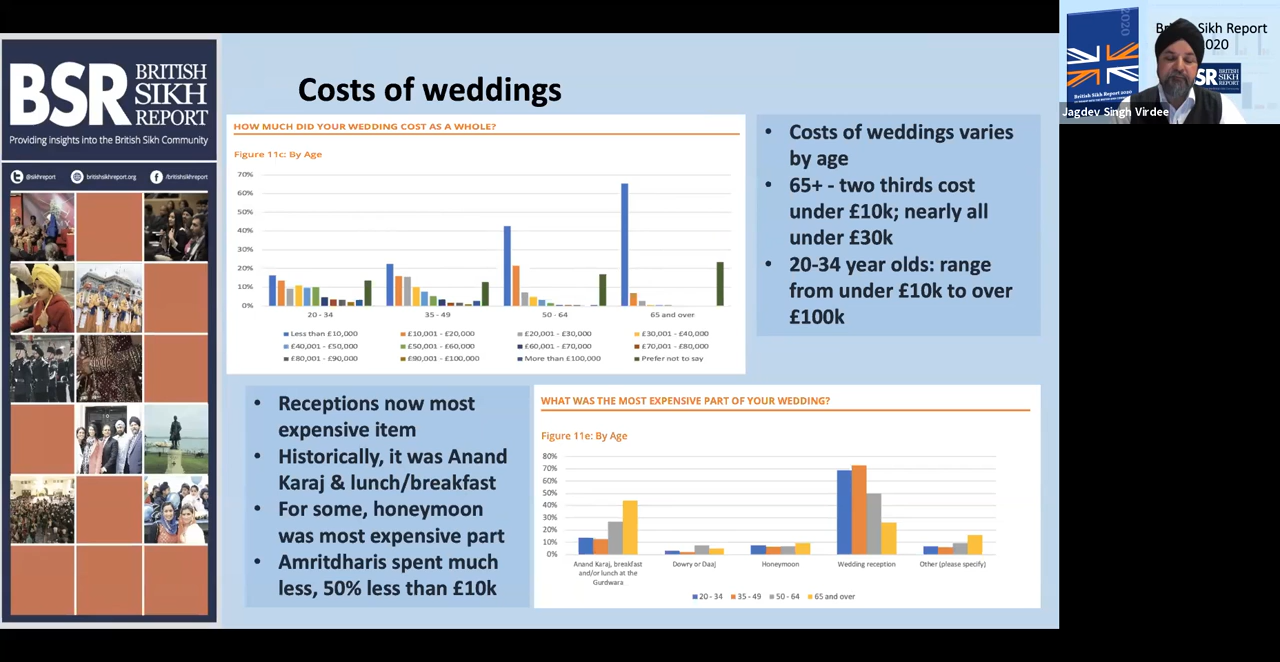 BSR BRITISH
SIKH
REPORT
Providing insights into the British Sikh Community
@sikhreport
britishsikhreport.org
/britishsikhreport
Costs of weddings
HOW MUCH DID YOUR WEDDING COST AS A WHOLE?
Figure 11c: By Age
70%
60%
50%
40%
30%
20%
10%
0%
20 - 34 35 - 49 50 - 64 65 and over
Less than £10,000 £10,001 - £20,000 £20,001 - £30,000 £30,001 - £40,000
£40,001 - £50,000 £50,001 - £60,000 £60,001 - £70,000 £70,001 - £80,000
£80,001 - £90,000 £90,001 - £100,000 More than £100,000 Prefer not to say
• Costs of weddings varies
by age
• 65+ - two thirds cost
under £10k; nearly all
under £30k
• 20-34 year olds: range
from under £10k to over
£100k
• Receptions now most
expensive item
• Historically, it was Anand
Karaj & lunch/breakfast
• For some, honeymoon
was most expensive part
• Amritdharis spent much
less, 50% less than £10k
WHAT WAS THE MOST EXPENSIVE PART OF YOUR WEDDING?
Figure 11e: By Age
80%
70%
60%
50%
40%
30%
20%
10%
0%
Anand Karaj, breakfast
and/or lunch at the
Gurdwara
Dowry or Daaj
Honeymoon
Wedding reception
Other (please specify)
20 - 34 35 - 49 50 - 64 65 and over
2020
British Sikh Report 2020
Sikh Report
2020
BRITISH
SIKH
REPORT
Jagdev Singh Virdee